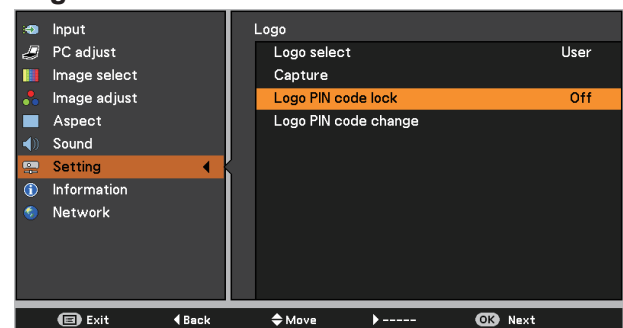 Input
PC adjust
Image select
Image adjust
Aspect
Sound
Setting
Information
Network
Logo
Logo select User
Capture
Logo PIN code lock Off
Logo PIN code change
Exit Back Move ----- OK Next